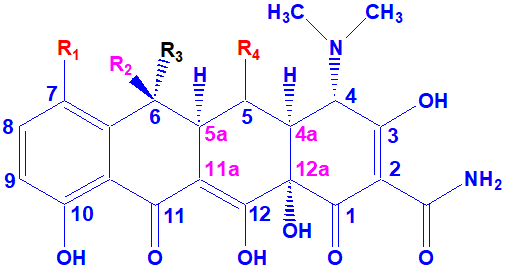 H₃C CH₃
R₁ R₂ R₃ R₄ N
H H
7 6 5 4
8 5a 4a 3 OH
9 11a 12a 2 NH₂
10 11 12 OH 1
OH O OH O O